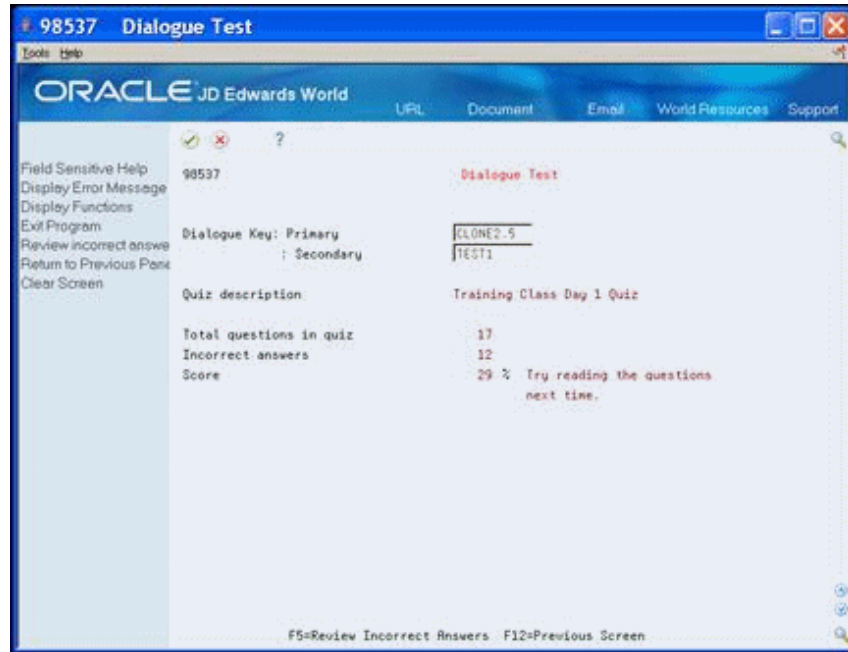 98537 Dialogue Test
Tools Help
ORACLE JD Edwards World
URL Document Email World Resources Support
?
Field Sensitive Help
Display Error Message
Display Functions
Exit Program
Review incorrect answe
Return to Previous Pane
Clear Screen
98537 Dialogue Test
Dialogue Key: Primary CLONE2.5
: Secondary TEST1
Quiz description Training Class Day 1 Quiz
Total questions in quiz 17
Incorrect answers 12
Score 29 % Try reading the questions
next time.
F5=Review Incorrect Answers F12=Previous Screen